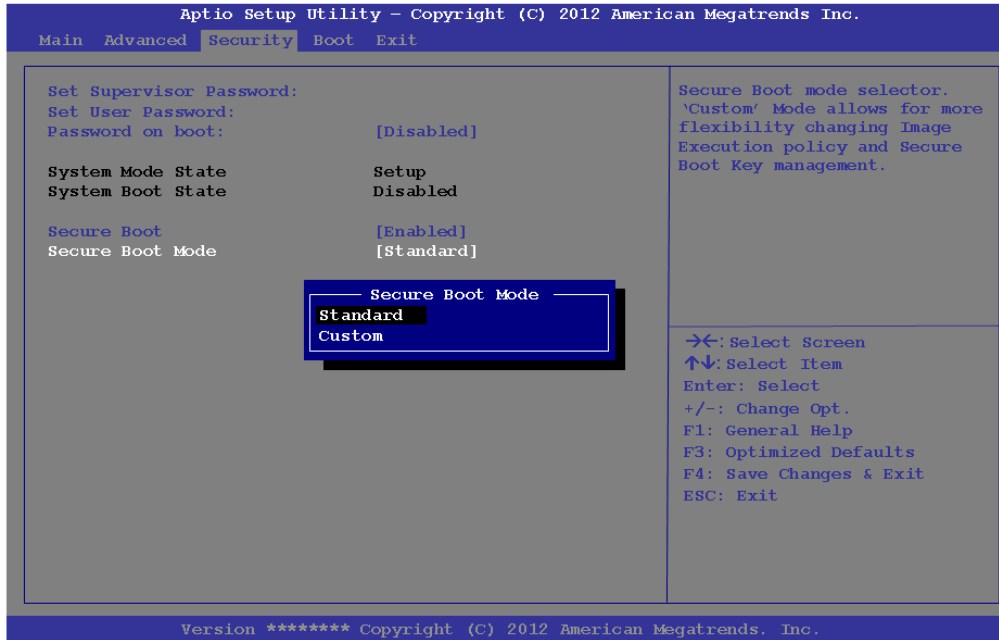 Aptio Setup Utility – Copyright (C) 2012 American Megatrends Inc.
Main Advanced Security Boot Exit
Set Supervisor Password:
Set User Password:
Password on boot: [Disabled]
System Mode State Setup
System Boot State Disabled
Secure Boot [Enabled]
Secure Boot Mode [Standard]
Secure Boot Mode
Standard
Custom
Secure Boot mode selector.
‘Custom’ Mode allows for more
flexibility changing Image
Execution policy and Secure
Boot Key management.
→←: Select Screen
↑↓: Select Item
Enter: Select
+/-: Change Opt.
F1: General Help
F3: Optimized Defaults
F4: Save Changes & Exit
ESC: Exit
Version ******** Copyright (C) 2012 American Megatrends. Inc.